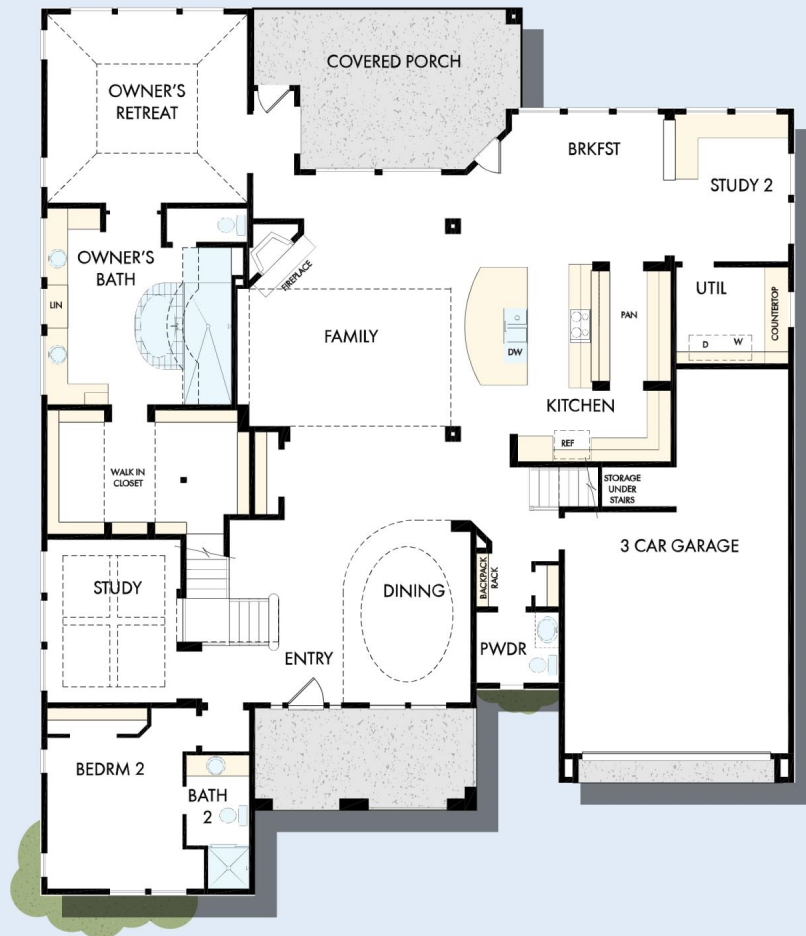 COVERED PORCH
OWNER'S
RETREAT
BRKFST
STUDY 2
OWNER'S
BATH
FIREPLACE
LIN
UTIL
COUNTERTOP
PAN
FAMILY
DW
D
W
KITCHEN
REF
WALK IN
CLOSET
STORAGE
UNDER
STAIRS
3 CAR GARAGE
STUDY
DINING
BACKPACK
RACK
ENTRY
PWDR
BEDRM 2
BATH
2